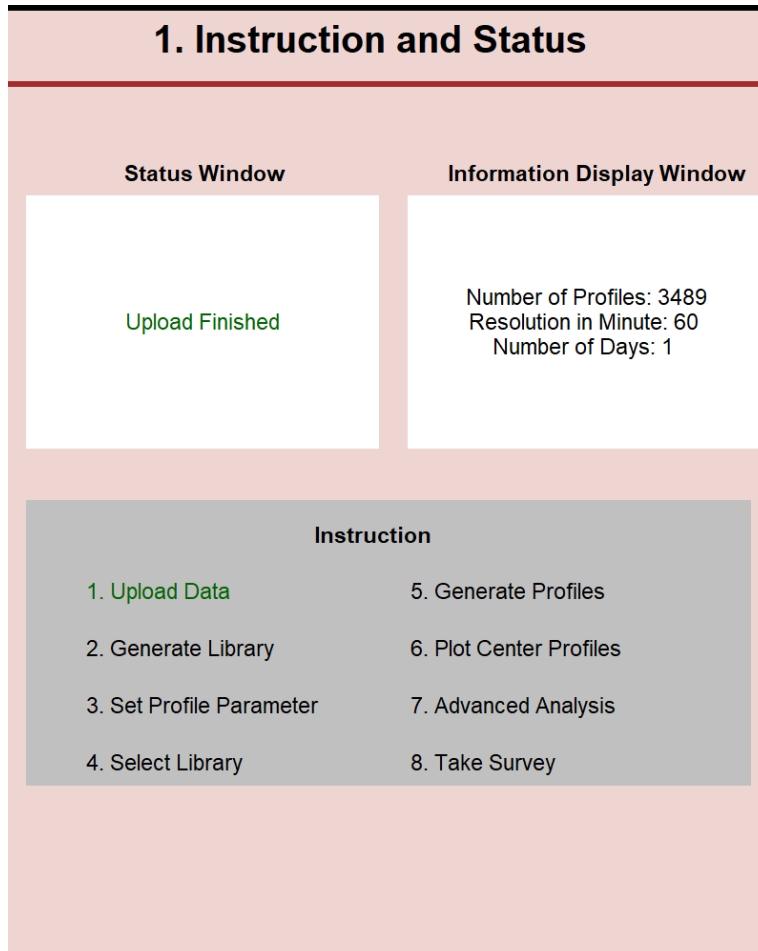 1. Instruction and Status
Status Window
Information Display Window
Upload Finished
Number of Profiles: 3489
Resolution in Minute: 60
Number of Days: 1
Instruction
1. Upload Data
2. Generate Library
3. Set Profile Parameter
4. Select Library
5. Generate Profiles
6. Plot Center Profiles
7. Advanced Analysis
8. Take Survey